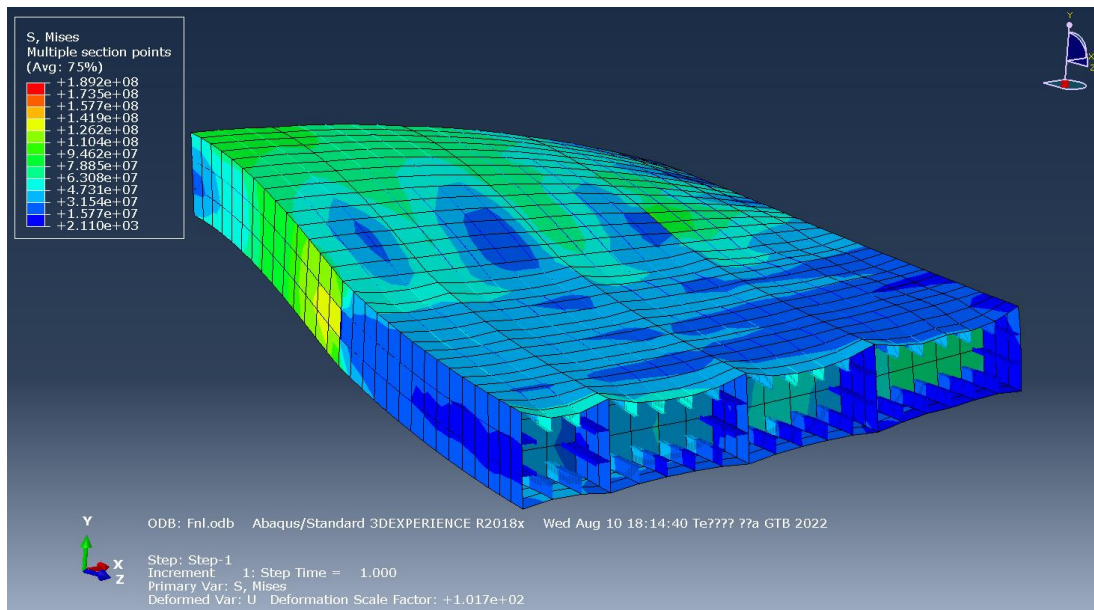 S, Mises
Multiple section points
(Avg: 75%)
+1.892e+08
+1.735e+08
+1.577e+08
+1.419e+08
+1.262e+08
+1.104e+08
+9.462e+07
+7.885e+07
+6.308e+07
+4.731e+07
+3.154e+07
+1.577e+07
+2.110e+03
Y
X
Z
ODB: Fnl.odb Abaqus/Standard 3DEXPERIENCE R2018x Wed Aug 10 18:14:40 Te???? ??a GTB 2022
Y
X
Z
Step: Step-1
Increment 1: Step Time = 1.000
Primary Var: S, Mises
Deformed Var: U Deformation Scale Factor: +1.017e+02